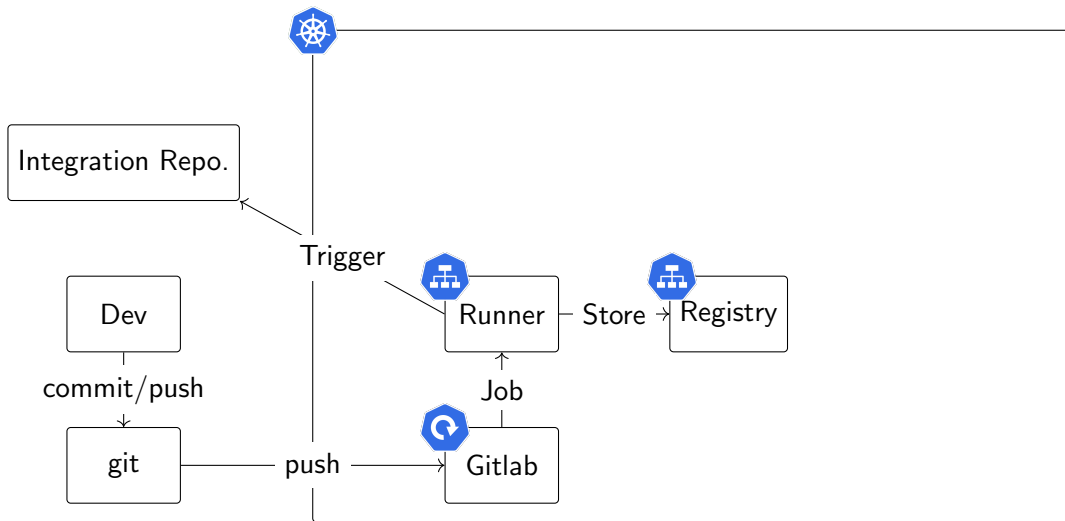 Integration Repo.
Trigger
Dev
Runner
Store
Registry
commit/push
Job
git
push
Gitlab